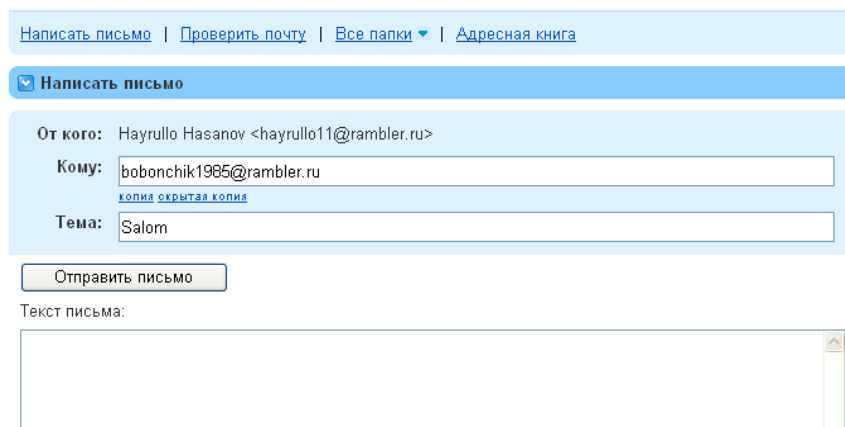 Написать письмо | Проверить почту | Все папки | Адресная книга
Написать письмо
От кого: Hayrullo Hasanov <hayrullo11@rambler.ru>
Кому: bobonchik1985@rambler.ru
копия скрытая копия
Тема: Salom
Отправить письмо
Текст письма: